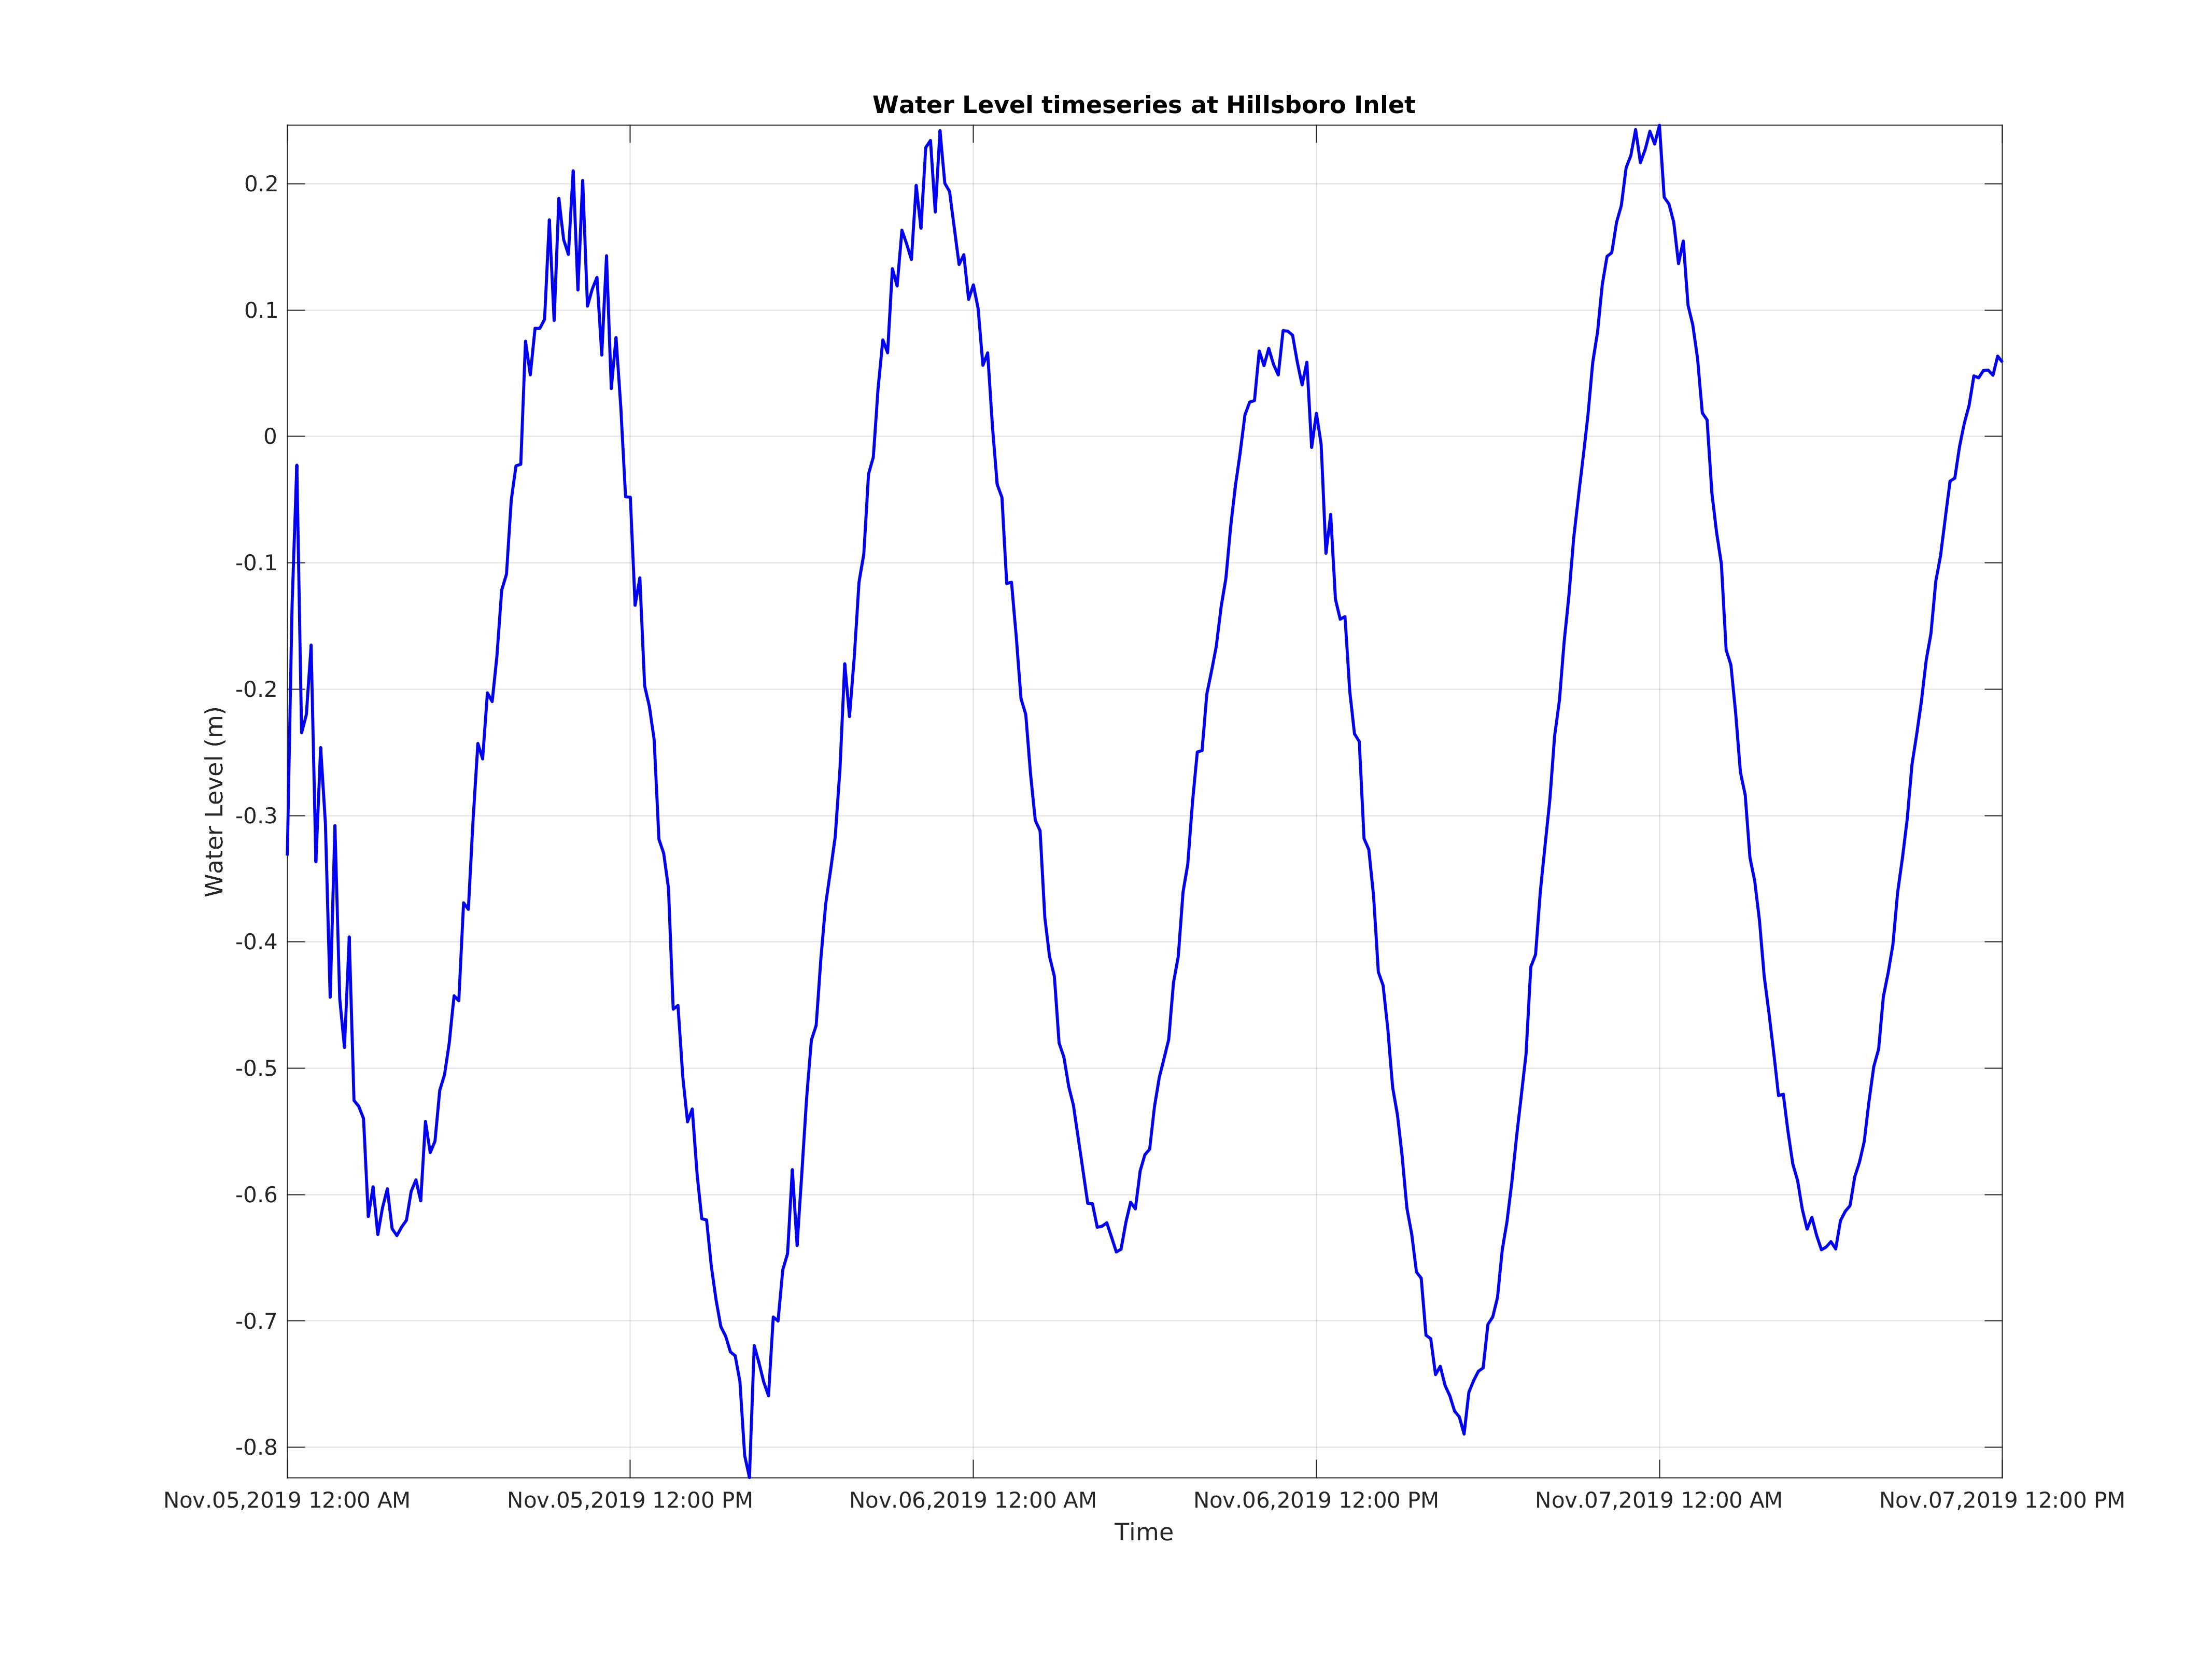 Water Level timeseries at Hillsboro Inlet
0.2
0.1
0
-0.1
-0.2
-0.3
-0.4
-0.5
-0.6
-0.7
-0.8
Water Level (m)
Nov.05,2019 12:00 AM Nov.05,2019 12:00 PM Nov.06,2019 12:00 AM Nov.06,2019 12:00 PM Nov.07,2019 12:00 AM Nov.07,2019 12:00 PM
Time